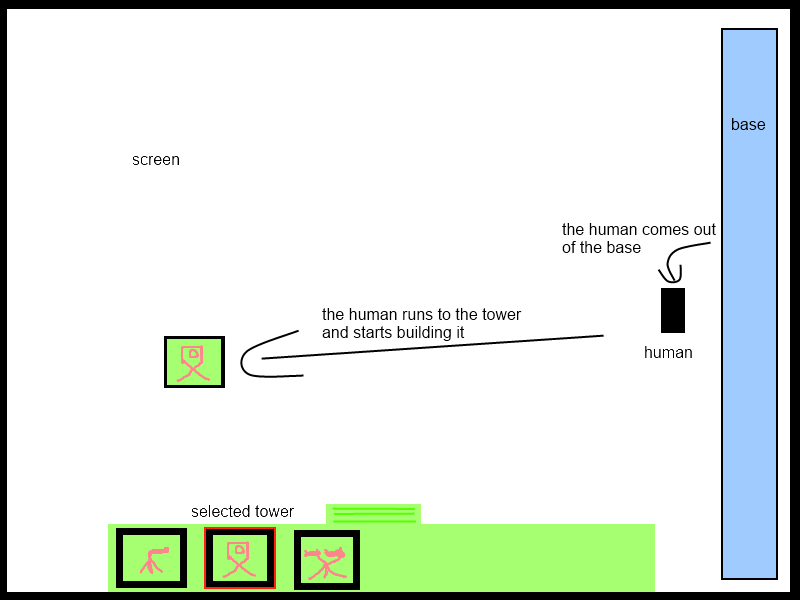 base
screen
the human comes out
of the base
the human runs to the tower
and starts building it
human
selected tower